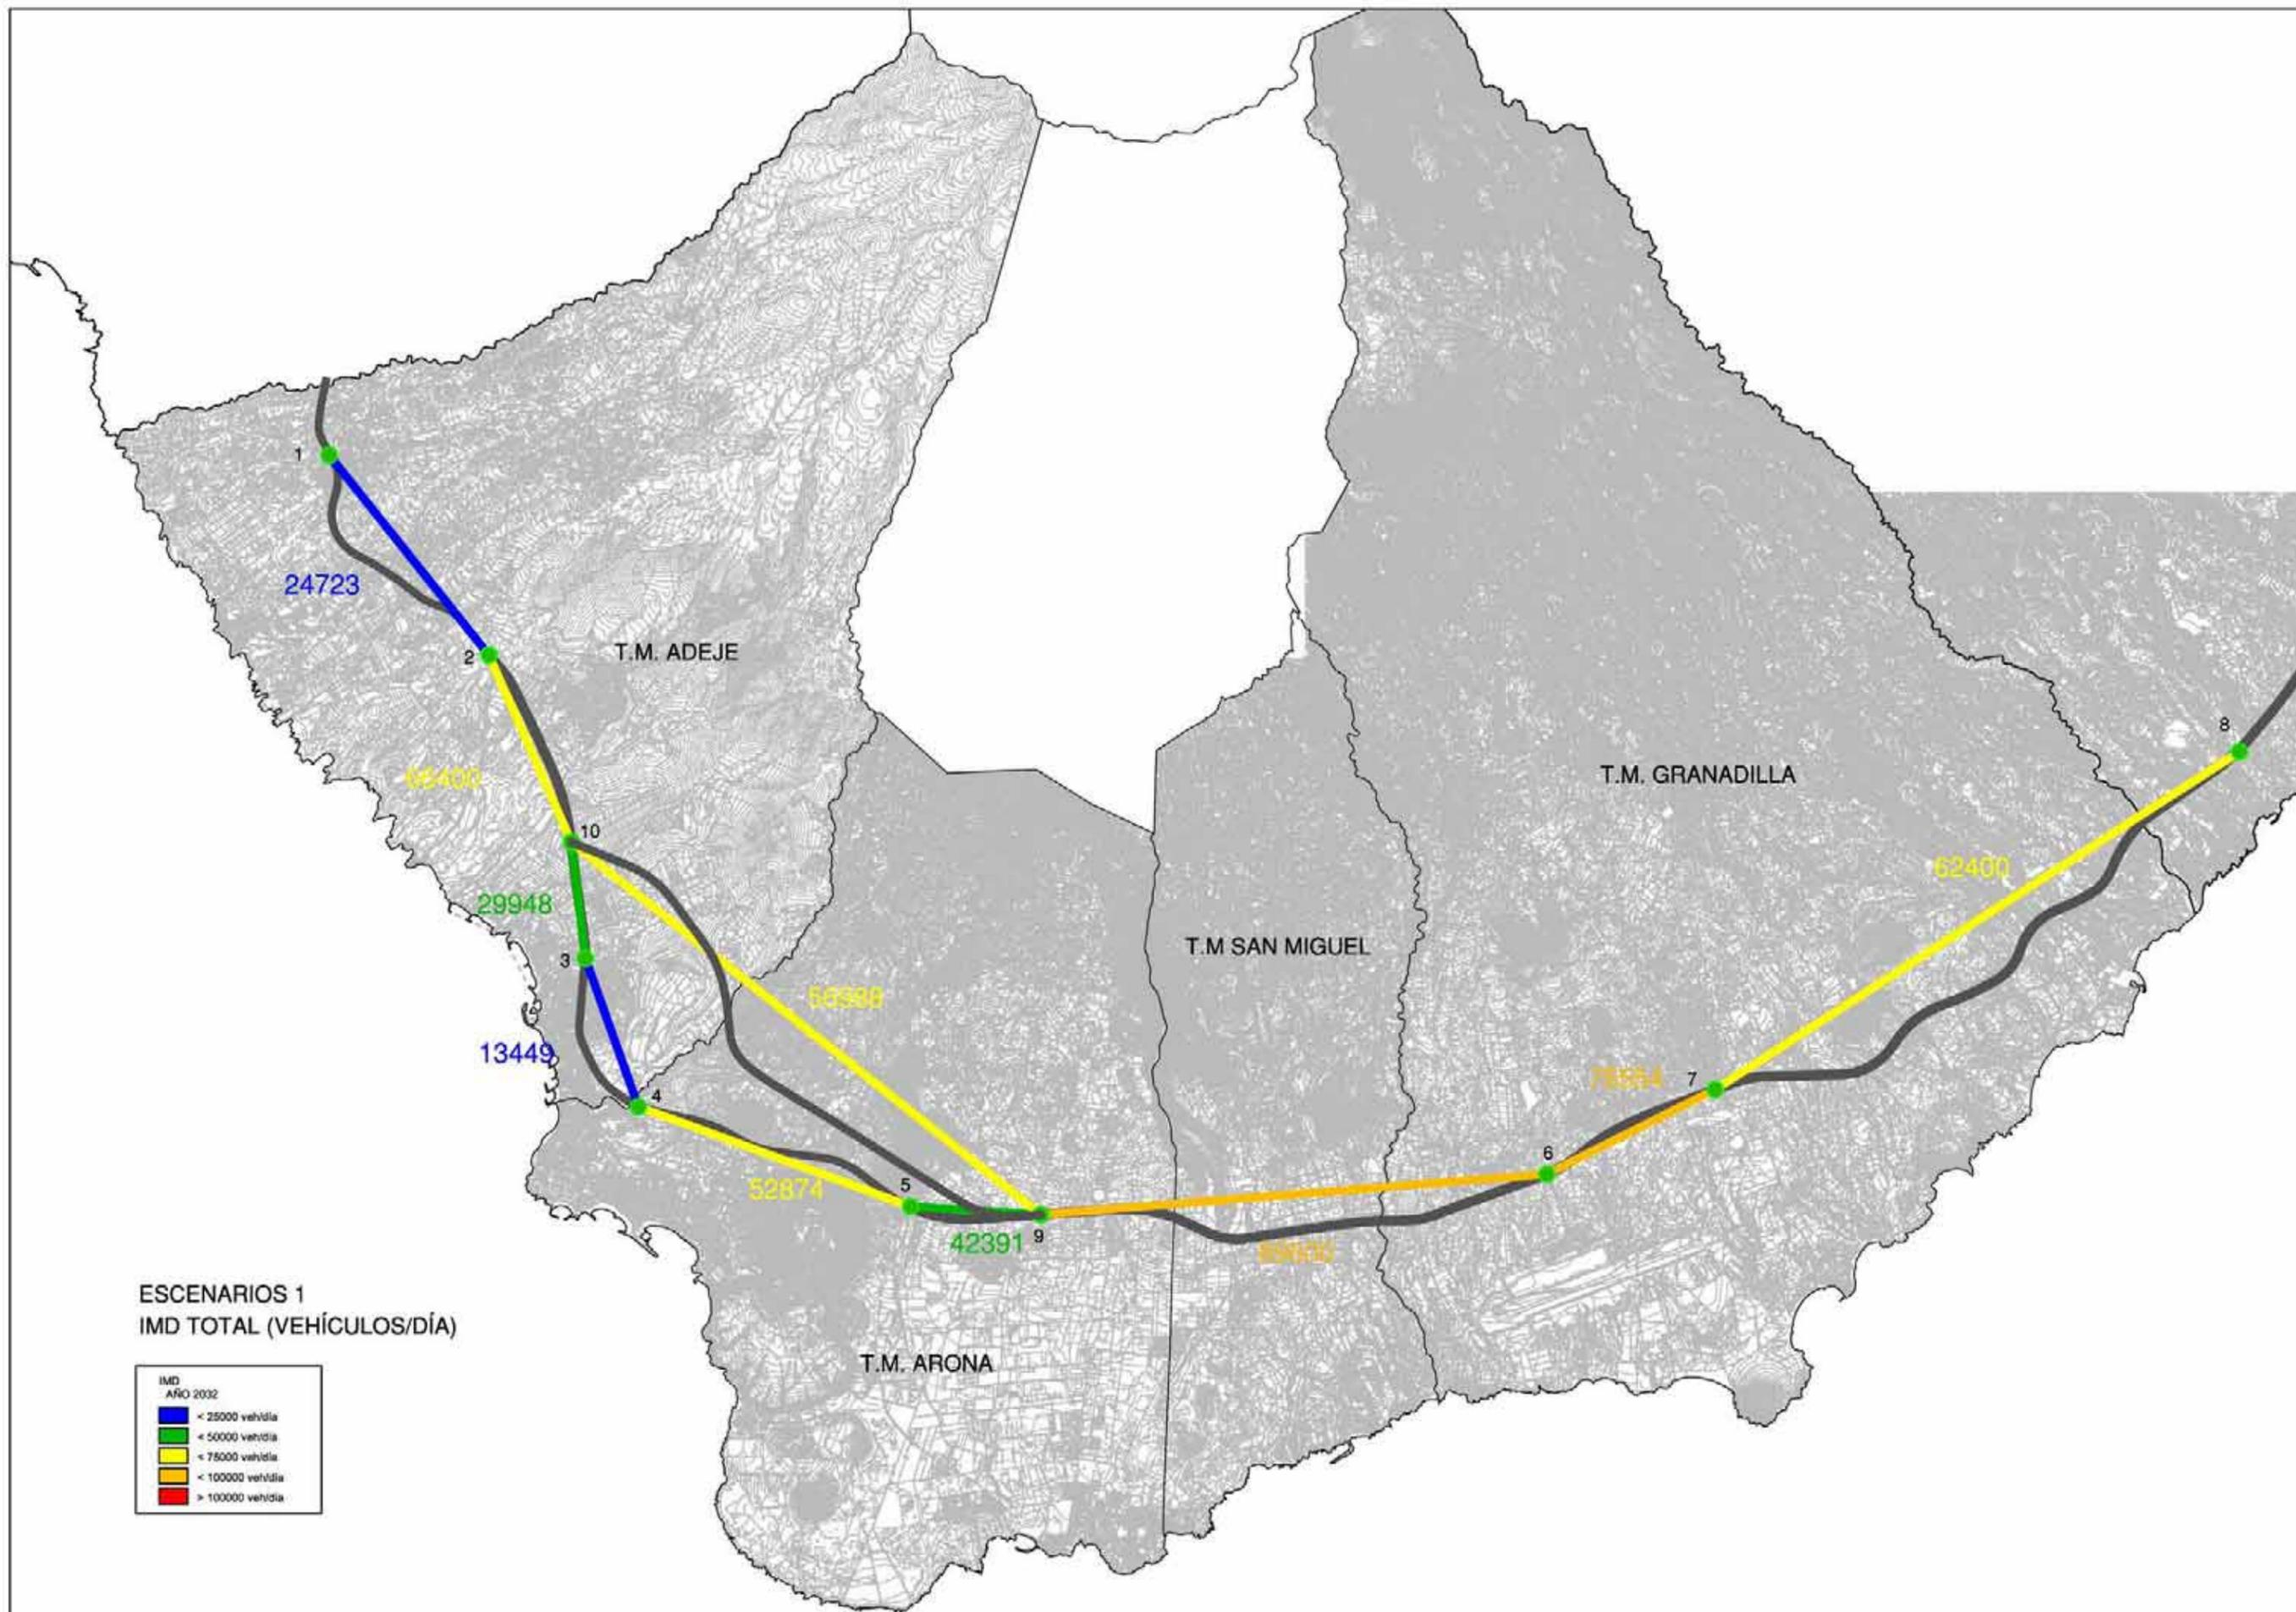 1
24723
2
T.M. ADEJE
8
T.M. GRANADILLA
66400
10
62400
29948
T.M SAN MIGUEL
3
56988
13449
7
4
6
52874
5
42391
9
ESCENARIOS 1
IMD TOTAL (VEHÍCULOS/DÍA)
T.M. ARONA
IMD
AÑO 2032
< 25000 veh/día
< 50000 veh/día
< 75000 veh/día
< 100000 veh/día
> 100000 veh/día